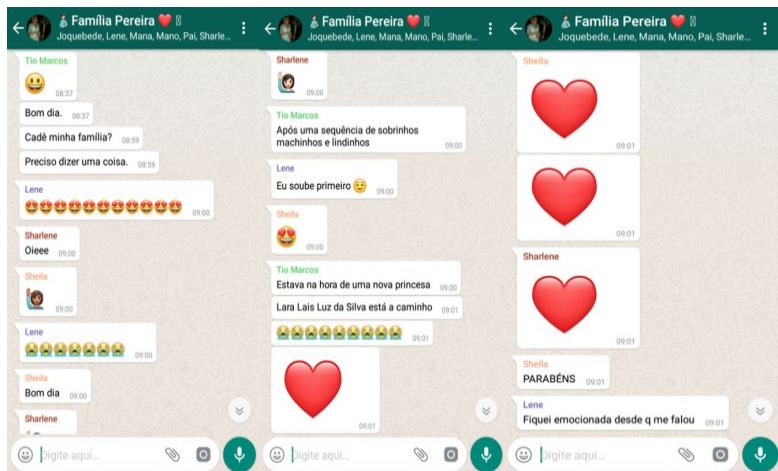 Família Pereira
Joquebede, Lene, Mana, Mano, Pai, Sharle...
Tio Marcos
08:37
Bom dia. 08:37
Cadê minha família? 08:59
Preciso dizer uma coisa. 08:59
Lene
09:00
Sharlene
Oieee 09:00
Sheila
09:00
Lene
09:00
Sheila
Bom dia 09:00
Sharlene
Digite aqui...
Família Pereira
Joquebede, Lene, Mana, Mano, Pai, Sharle...
Sharlene
09:00
Tio Marcos
Após uma sequência de sobrinhos
machinhos e lindinhos 09:00
Lene
Eu soube primeiro 09:00
Sheila
09:00
Tio Marcos
Estava na hora de uma nova princesa 09:00
Lara Lais Luz da Silva está a caminho 09:01
09:01
09:01
Digite aqui...
Família Pereira
Joquebede, Lene, Mana, Mano, Pai, Sharle...
Sheila
09:01
09:01
Sharlene
09:01
Sheila
PARABÉNS 09:01
Lene
Fiquei emocionada desde q me falou 09:01
Digite aqui...